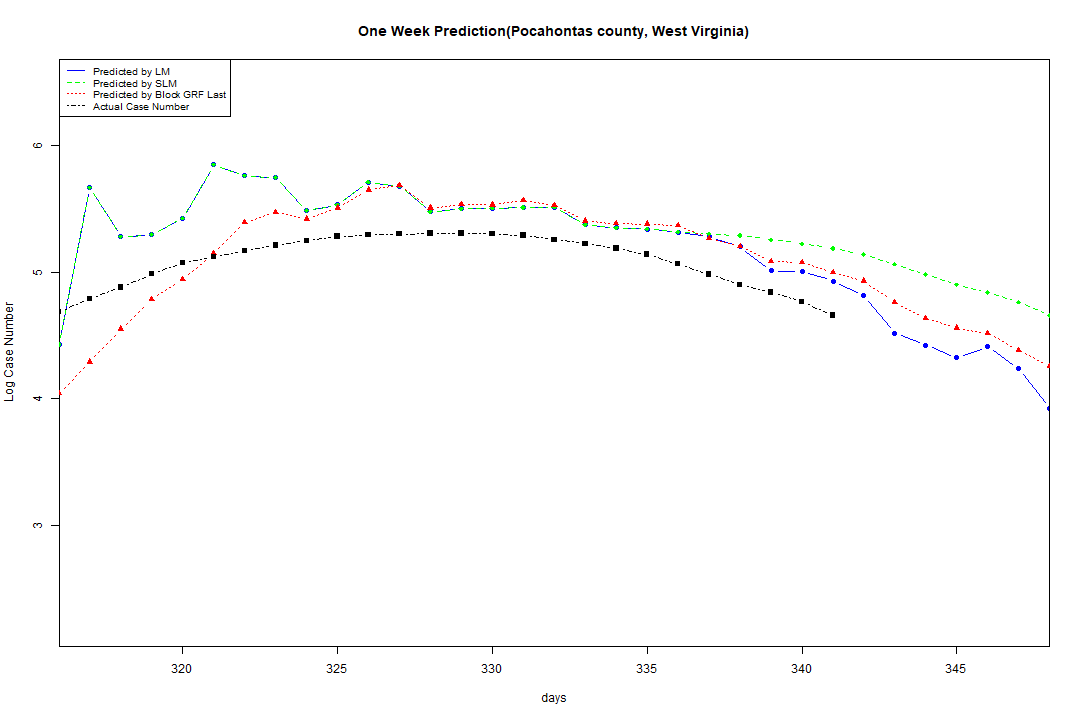 One Week Prediction(Pocahontas county, West Virginia)
Predicted by LM
Predicted by SLM
Predicted by Block GRF Last
Actual Case Number
6
5
4
3
Log Case Number
320 325 330 335 340 345
days